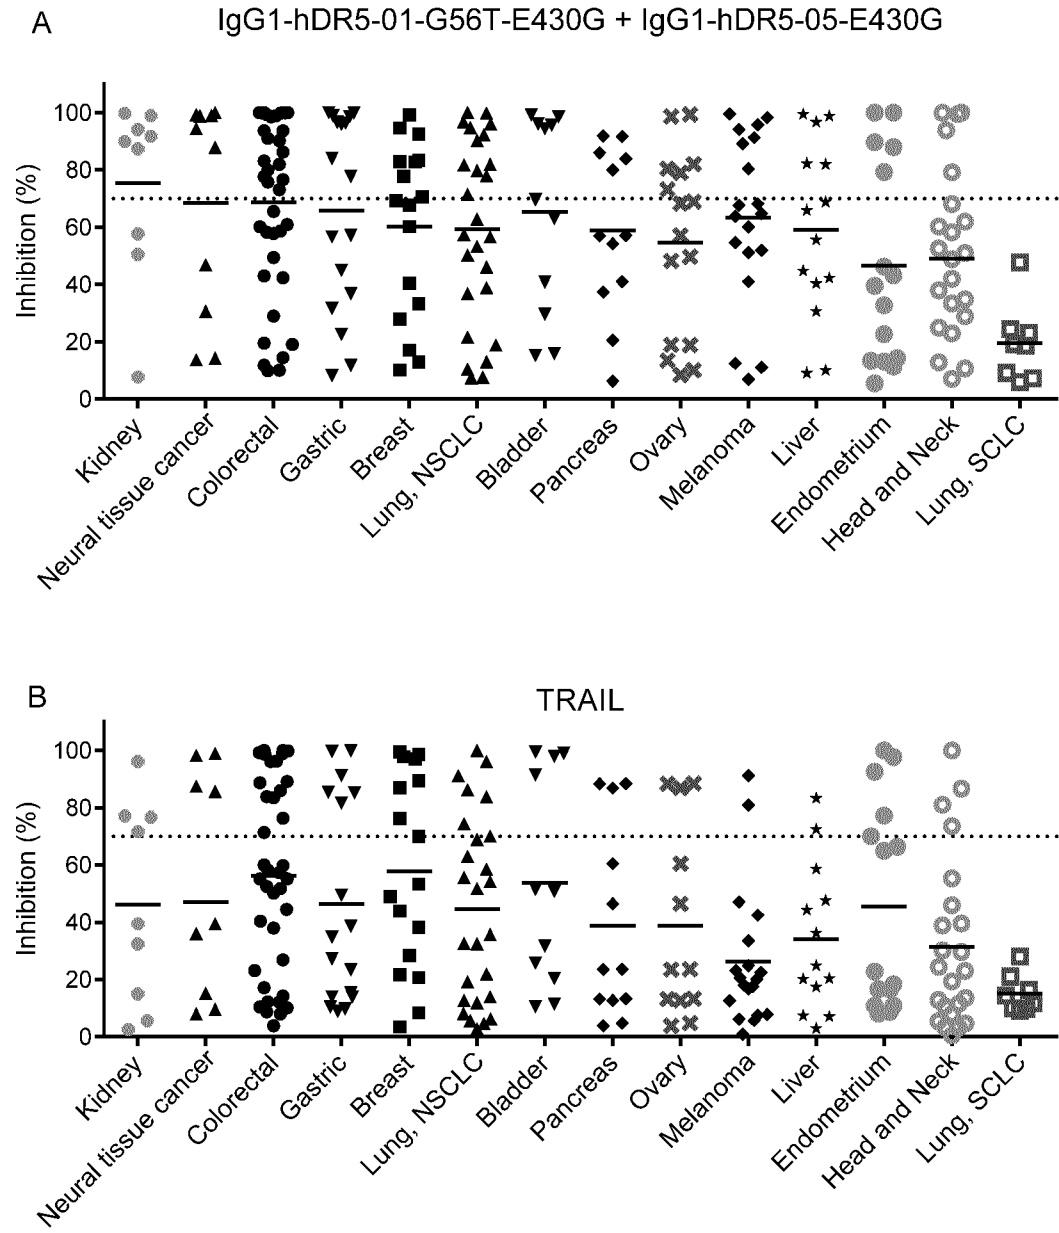 A
IgG1-hDR5-01-G56T-E430G + IgG1-hDR5-05-E430G
Inhibition (%)
100
80
60
40
20
0
Kidney
Neural tissue cancer
Colorectal
Gastric
Breast
Lung, NSCLC
Bladder
Pancreas
Ovary
Melanoma
Liver
Endometrium
Head and Neck
Lung, SCLC
B
TRAIL
Inhibition (%)
100
80
60
40
20
0
Kidney
Neural tissue cancer
Colorectal
Gastric
Breast
Lung, NSCLC
Bladder
Pancreas
Ovary
Melanoma
Liver
Endometrium
Head and Neck
Lung, SCLC